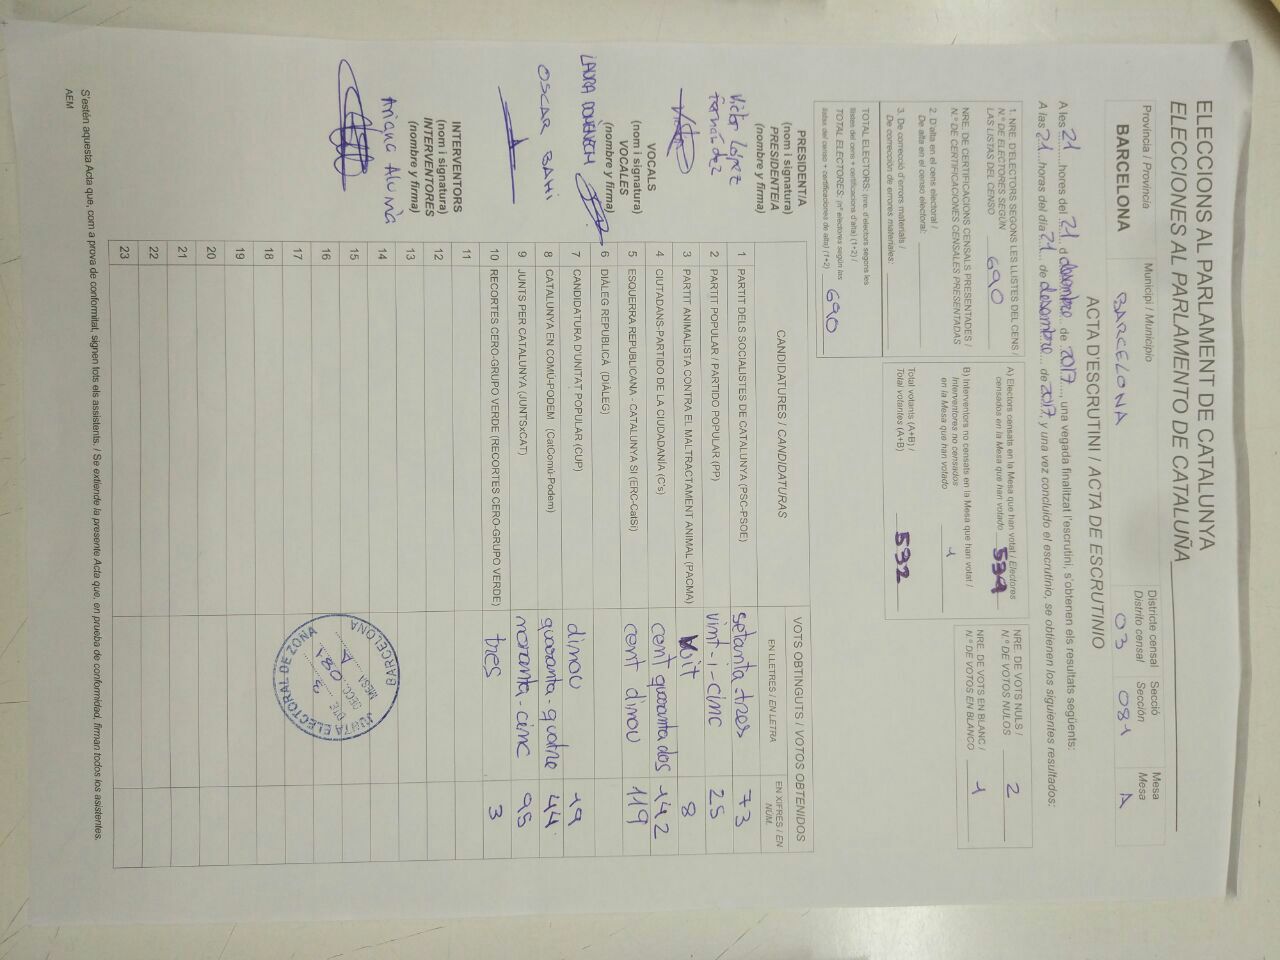 ELECCIONS AL PARLAMENT DE CATALUNYA
ELECCIONES AL PARLAMENTO DE CATALUÑA
Província / Provincia
BARCELONA
Municipi / Municipio
BARCELONA
Districte censal
Distrito censal
03
Secció
Sección
081
Mesa
Mesa
A
ACTA D'ESCRUTINI / ACTA DE ESCRUTINIO
A les 21 hores del 21 d desembre de 2017, una vegada finalitzat l'escrutini, s'obtenen els resultats següents:
A las 21 horas del día 21 de desembre de 2017, y una vez concluido el escrutinio, se obtienen los siguientes resultados:
1. NRE. D'ELECTORS SEGONS LES LLISTES DEL CENS /
N.º DE ELECTORES SEGÚN
LAS LISTAS DEL CENSO 690
NRE. DE CERTIFICACIONS CENSALS PRESENTADES /
N.º DE CERTIFICACIONES CENSALES PRESENTADAS
2. D'alta en el cens electoral /
De alta en el censo electoral:
3. De correcció d'errors materials /
De corrección de errores materiales:
TOTAL ELECTORS: (nre. d'electors segons les
llistes del cens + certificacions d'alta) (1+2) /
TOTAL ELECTORES: (nº electores según las
listas del censo + certificaciones de alta) (1+2) 690
A) Electors censats en la Mesa que han votat / Electores
censados en la Mesa que han votado 591
B) Interventors no censats en la Mesa que han votat /
Interventores no censados
en la Mesa que han votado 1
Total votants (A+B) /
Total votantes (A+B) 592
NRE. DE VOTS NULS /
N.º DE VOTOS NULOS 2
NRE. DE VOTS EN BLANC /
N.º DE VOTOS EN BLANCO 1
PRESIDENT/A
(nom i signatura)
PRESIDENTE/A
(nombre y firma)
Víctor López
Fernández
VOCALS
(nom i signatura)
VOCALES
(nombre y firma)
LAURA DOMENECH
OSCAR BAHI
INTERVENTORS
(nom i signatura)
INTERVENTORES
(nombre y firma)
Ariana Alumà
CANDIDATURES / CANDIDATURAS
VOTS OBTINGUTS / VOTOS OBTENIDOS
EN LLETRES / EN LETRA
EN XIFRES / EN NÚM.
1 PARTIT DELS SOCIALISTES DE CATALUNYA (PSC-PSOE) setanta-tres 73
2 PARTIT POPULAR / PARTIDO POPULAR (PP) vint-i-cinc 25
3 PARTIT ANIMALISTA CONTRA EL MALTRACTAMENT ANIMAL (PACMA) vuit 8
4 CIUTADANS-PARTIDO DE LA CIUDADANÍA (C's) cent quaranta dos 142
5 ESQUERRA REPUBLICANA - CATALUNYA SÍ (ERC-CatSí) cent dinou 119
6 DIÀLEG REPUBLICÀ (DIÀLEG)
7 CANDIDATURA D'UNITAT POPULAR (CUP) dinou 19
8 CATALUNYA EN COMÚ-PODEM (CatComú-Podem) quaranta-quatre 44
9 JUNTS PER CATALUNYA (JUNTSxCAT) noranta-cinc 95
10 RECORTES CERO-GRUPO VERDE (RECORTES CERO-GRUPO VERDE) tres 3
11
12
13
14
15
16
17
18
19
20
21
22
23
JUNTA ELECTORAL DE ZONA
BARCELONA
DTE. 3
SECC. 081
MESA A
S'estén aquesta Acta que, com a prova de conformitat, signen tots els assistents. / Se extiende la presente Acta que, en prueba de conformidad, firman todos los asistentes.
AEM